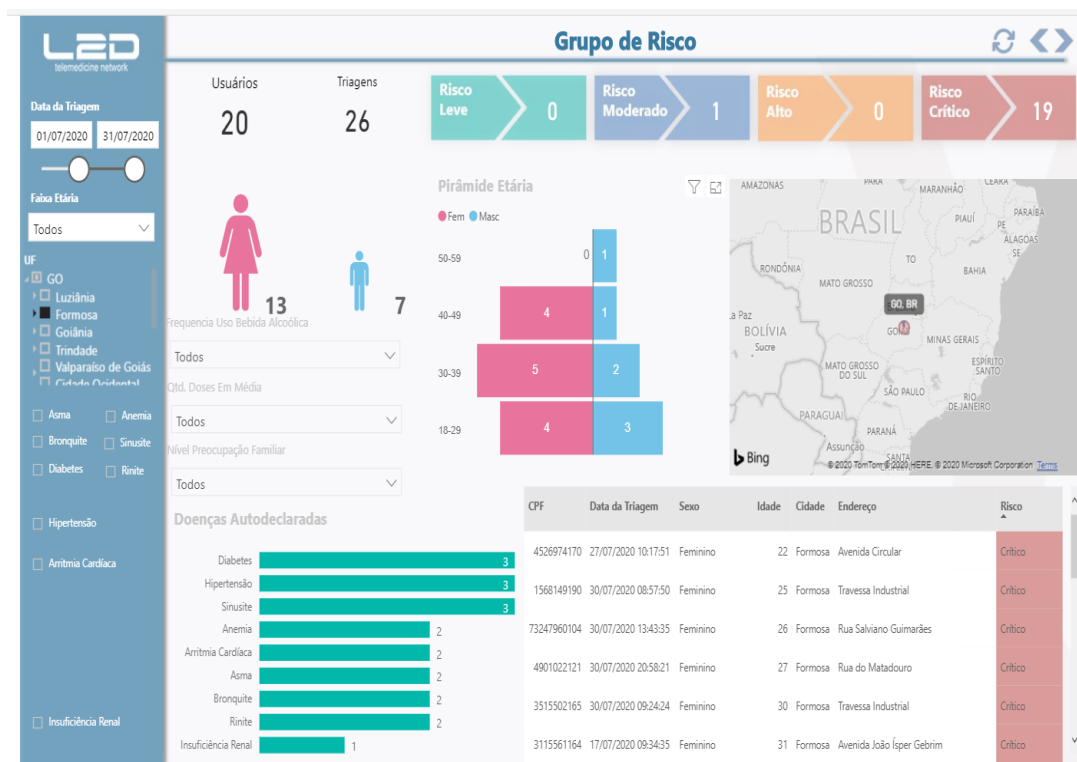 LED
telemedicine network
Data da Triagem
01/07/2020 31/07/2020
Faixa Etária
Todos
UF
GO
Luziânia
Formosa
Goiânia
Trindade
Valparaíso de Goiás
Cidade Ocidental
Asma Anemia
Bronquite Sinusite
Diabetes Rinite
Hipertensão
Arritmia Cardíaca
Insuficiência Renal
Grupo de Risco
Usuários Triagens
20 26
Risco Leve 0
Risco Moderado 1
Risco Alto 0
Risco Crítico 19
13 7
Frequencia Uso Bebida Alcoólica
Todos
Qtd. Doses Em Média
Todos
Nível Preocupação Familiar
Todos
Pirâmide Etária
Fem Masc
50-59 0 1
40-49 4 1
30-39 5 2
18-29 4 3
AMAZONAS PARÁ MARANHÃO CEARÁ
BRASIL PIAUÍ PARAÍBA
PE
ALAGOAS
SE
RONDÔNIA TO BAHIA
MATO GROSSO
GO, BR
La Paz
BOLÍVIA
Sucre
MINAS GERAIS
MATO GROSSO DO SUL
ESPÍRITO SANTO
SÃO PAULO
RIO DE JANEIRO
PARAGUAI
PARANÁ
Assunção
SANTA
Bing
© 2020 TomTom © 2020 HERE, © 2020 Microsoft Corporation Terms
Doenças Autodeclaradas
Diabetes 3
Hipertensão 3
Sinusite 3
Anemia 2
Arritmia Cardíaca 2
Asma 2
Bronquite 2
Rinite 2
Insuficiência Renal 1
CPF Data da Triagem Sexo Idade Cidade Endereço Risco
4526974170 27/07/2020 10:17:51 Feminino 22 Formosa Avenida Circular Crítico
1568149190 30/07/2020 08:57:50 Feminino 25 Formosa Travessa Industrial Crítico
73247960104 30/07/2020 13:43:35 Feminino 26 Formosa Rua Salviano Guimarães Crítico
4901022121 30/07/2020 20:58:21 Feminino 27 Formosa Rua do Matadouro Crítico
3515502165 30/07/2020 09:24:24 Feminino 30 Formosa Travessa Industrial Crítico
3115561164 17/07/2020 09:34:35 Feminino 31 Formosa Avenida João Ísper Gebrim Crítico